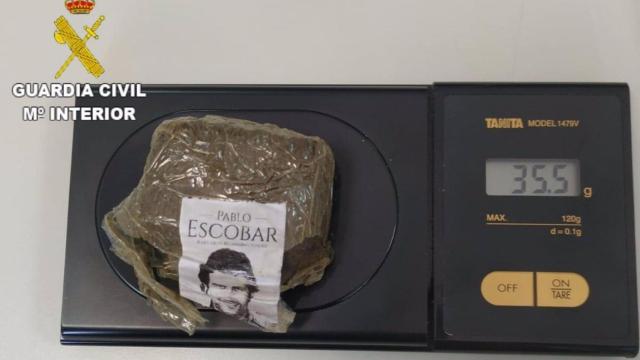 GUARDIA CIVIL
Mº INTERIOR
PABLO
ESCOBAR
TANITA MODEL 1479V
35.5 g
MAX. 120g
d = 0.1g
OFF
ON
TARE